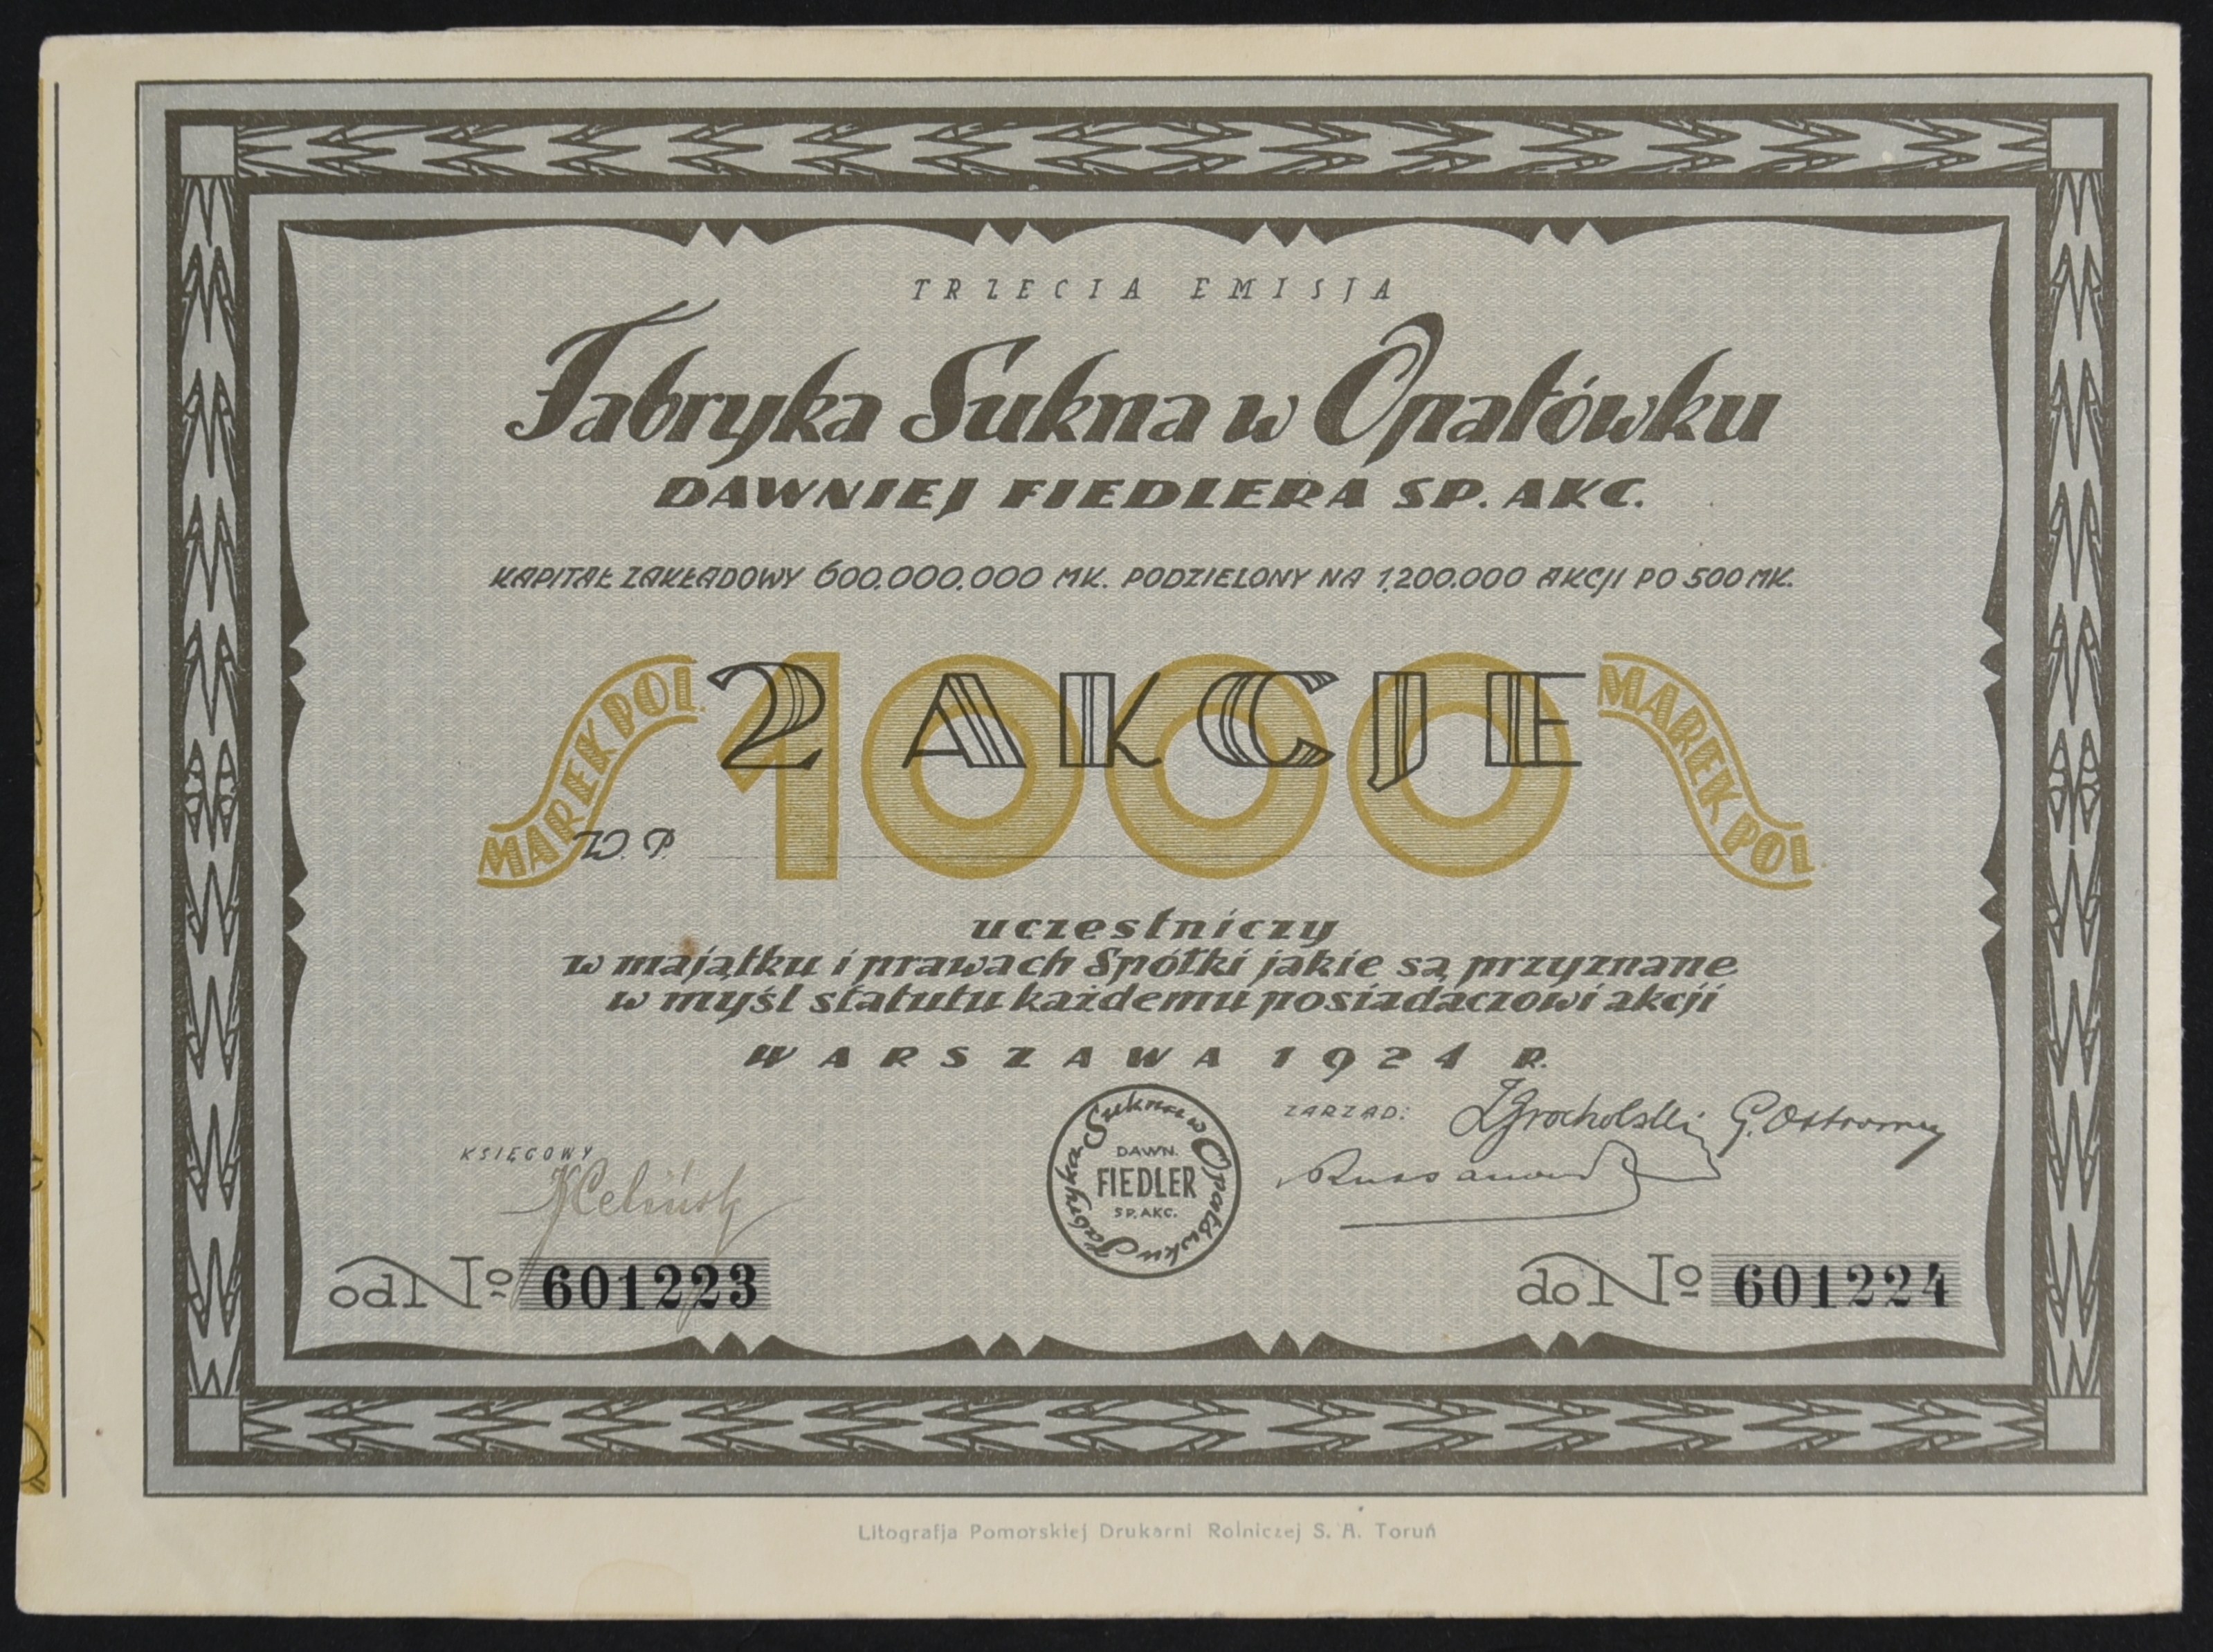 TRZECIA EMISJA
Fabryka Sukna w Opatówku
DAWNIEJ FIEDLERA SP. AKC.
KAPITAŁ ZAKŁADOWY 600.000.000 MK. PODZIELONY NA 1.200.000 AKCJI PO 500 MK.
MAREK POL. 1000 MAREK POL.
2 AKCJE
W. P.
uczestniczy
w majątku i prawach Spółki jakie są przyznane
w myśl statutu każdemu posiadaczowi akcji
WARSZAWA 1924 R.
ZARZĄD:
KSIĘGOWY
Fabryka Sukna w Opatówku
DAWN.
FIEDLER
SP. AKC.
od No 601223
do No 601224
Litografja Pomorskiej Drukarni Rolniczej S. A. Toruń